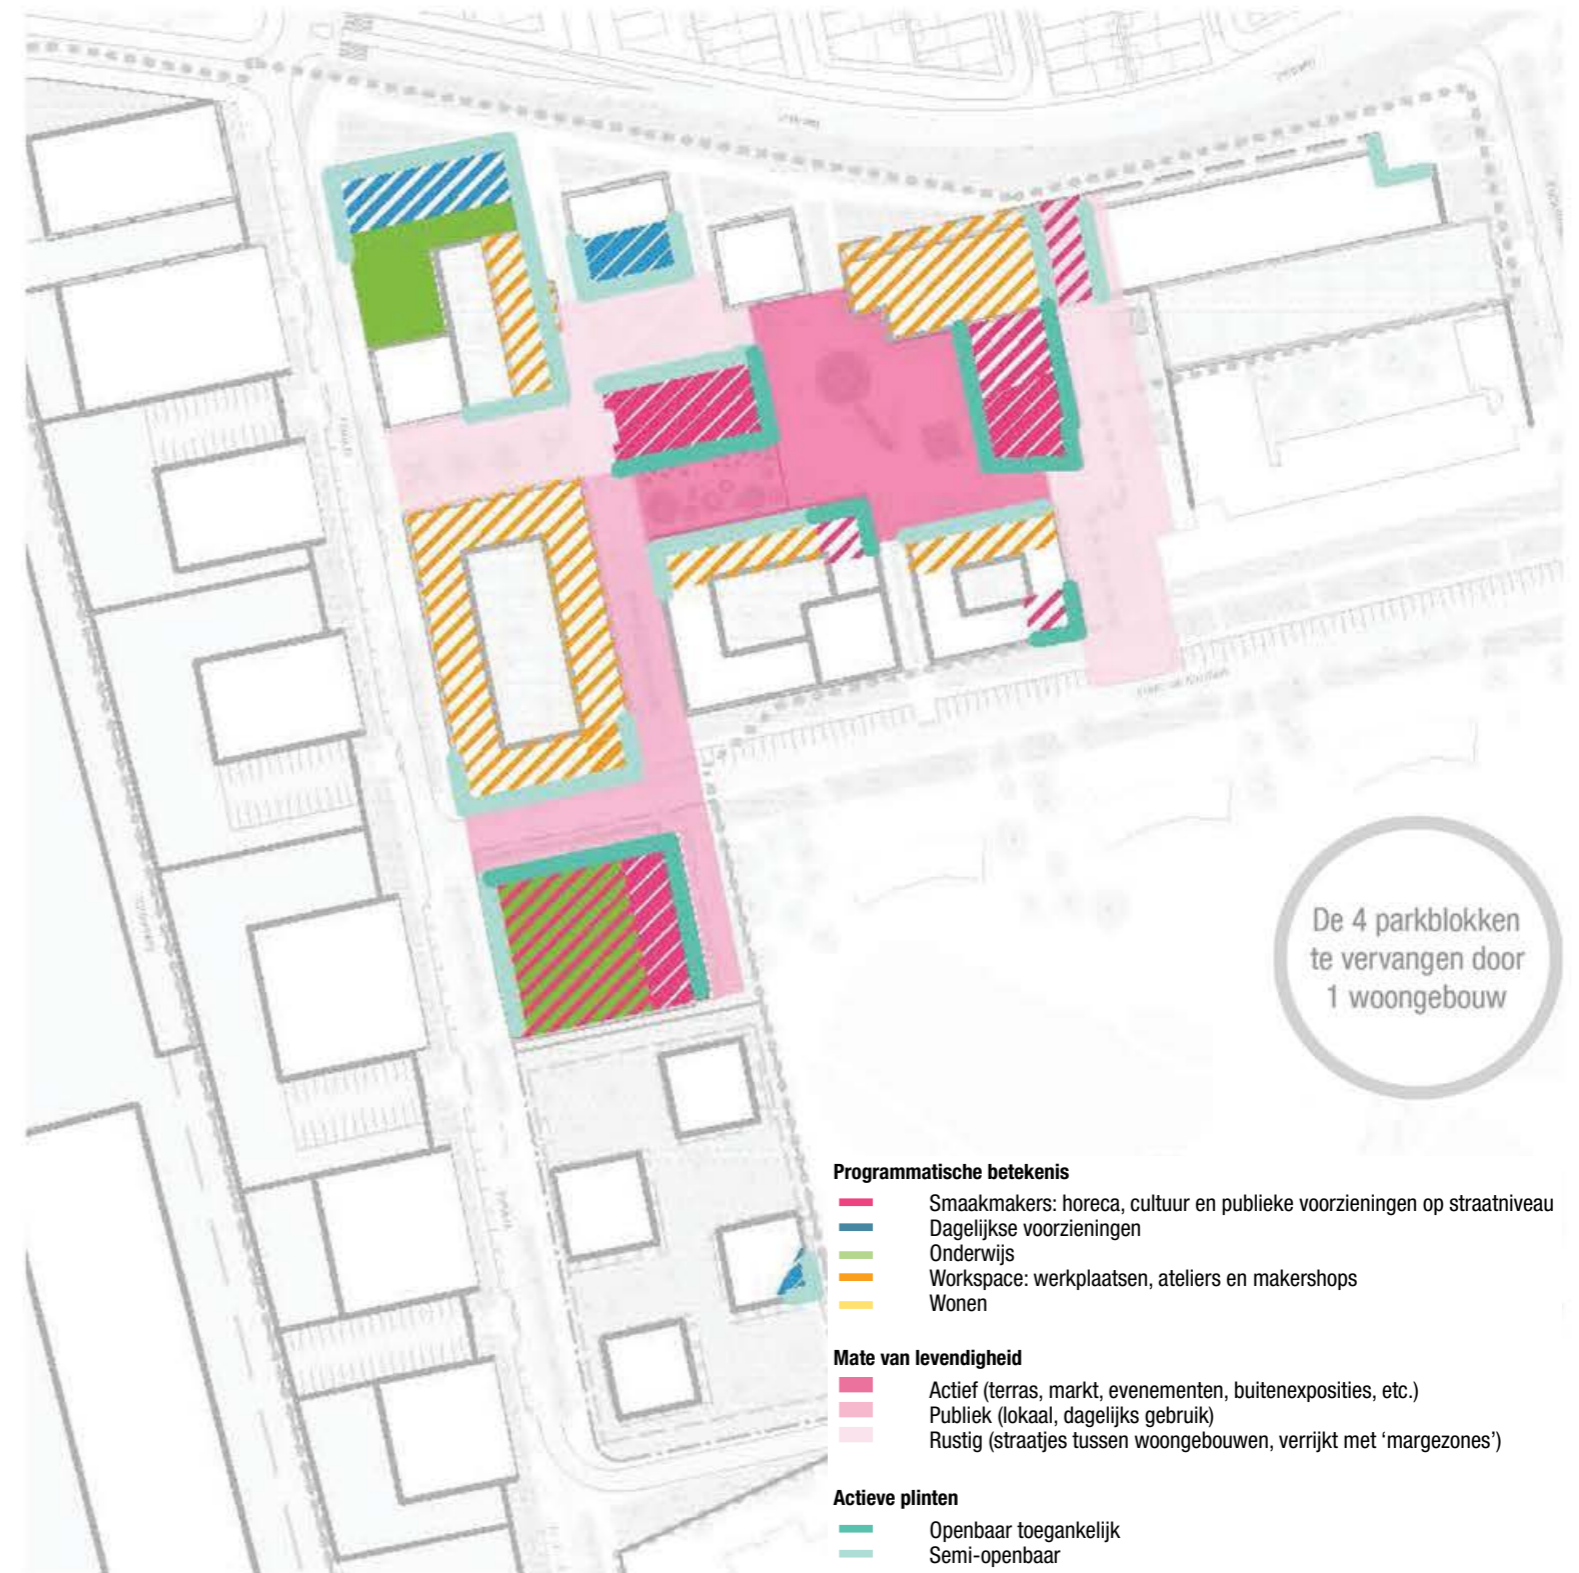 De 4 parkblokken
te vervangen door
1 woongebouw
Programmatische betekenis
Smaakmakers: horeca, cultuur en publieke voorzieningen op straatniveau
Dagelijkse voorzieningen
Onderwijs
Workspace: werkplaatsen, ateliers en makershops
Wonen
Mate van levendigheid
Actief (terras, markt, evenementen, buitenexposities, etc.)
Publiek (lokaal, dagelijks gebruik)
Rustig (straatjes tussen woongebouwen, verrijkt met ‘margezones’)
Actieve plinten
Openbaar toegankelijk
Semi-openbaar